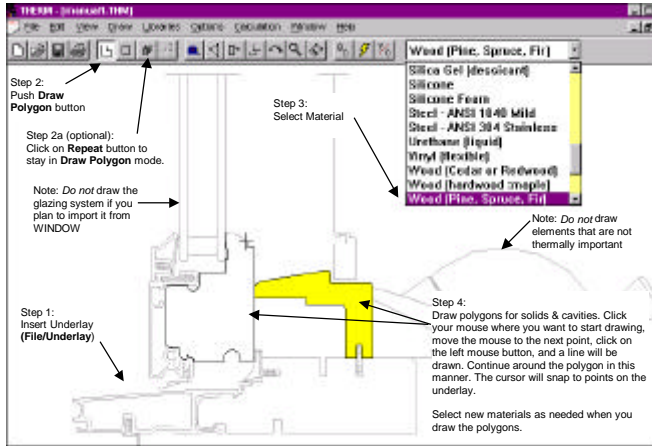 THERM - [manual1.THM]
File Edit View Draw Libraries Options Calculation Window Help
Wood (Pine, Spruce, Fir)
Silica Gel (dessicant)
Silicone
Silicone Foam
Steel - ANSI 1040 Mild
Steel - ANSI 304 Stainless
Urethane (liquid)
Vinyl (flexible)
Wood (Cedar or Redwood)
Wood (hardwood :maple)
Wood (Pine, Spruce, Fir)
Step 2:
Push Draw
Polygon button
Step 2a (optional):
Click on Repeat button to
stay in Draw Polygon mode.
Step 3:
Select Material
Note: Do not draw the
glazing system if you
plan to import it from
WINDOW
Note: Do not draw
elements that are not
thermally important
Step 1:
Insert Underlay
(File/Underlay)
Step 4:
Draw polygons for solids & cavities. Click
your mouse where you want to start drawing,
move the mouse to the next point, click on
the left mouse button, and a line will be
drawn. Continue around the polygon in this
manner. The cursor will snap to points on the
underlay.
Select new materials as needed when you
draw the polygons.